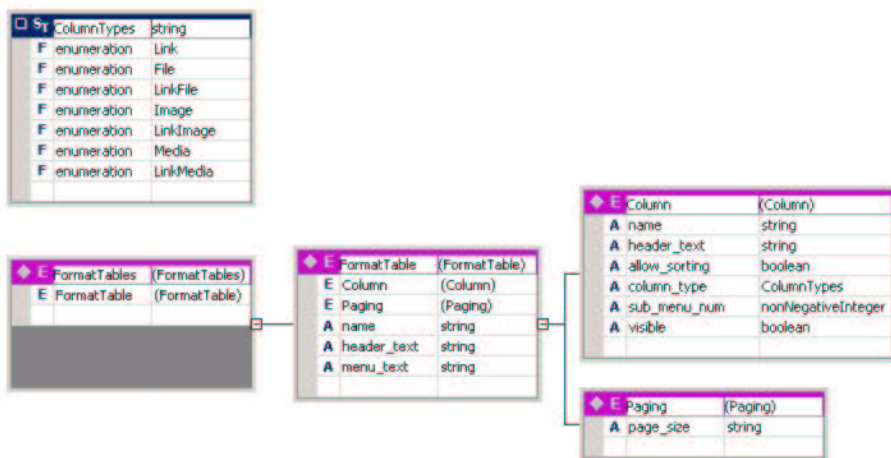 ST ColumnTypes string
F enumeration Link
F enumeration File
F enumeration LinkFile
F enumeration Image
F enumeration LinkImage
F enumeration Media
F enumeration LinkMedia
E FormatTables (FormatTables)
E FormatTable (FormatTable)
E FormatTable (FormatTable)
E Column (Column)
E Paging (Paging)
A name string
A header_text string
A menu_text string
E Column (Column)
A name string
A header_text string
A allow_sorting boolean
A column_type ColumnTypes
A sub_menu_num nonNegativeInteger
A visible boolean
E Paging (Paging)
A page_size string